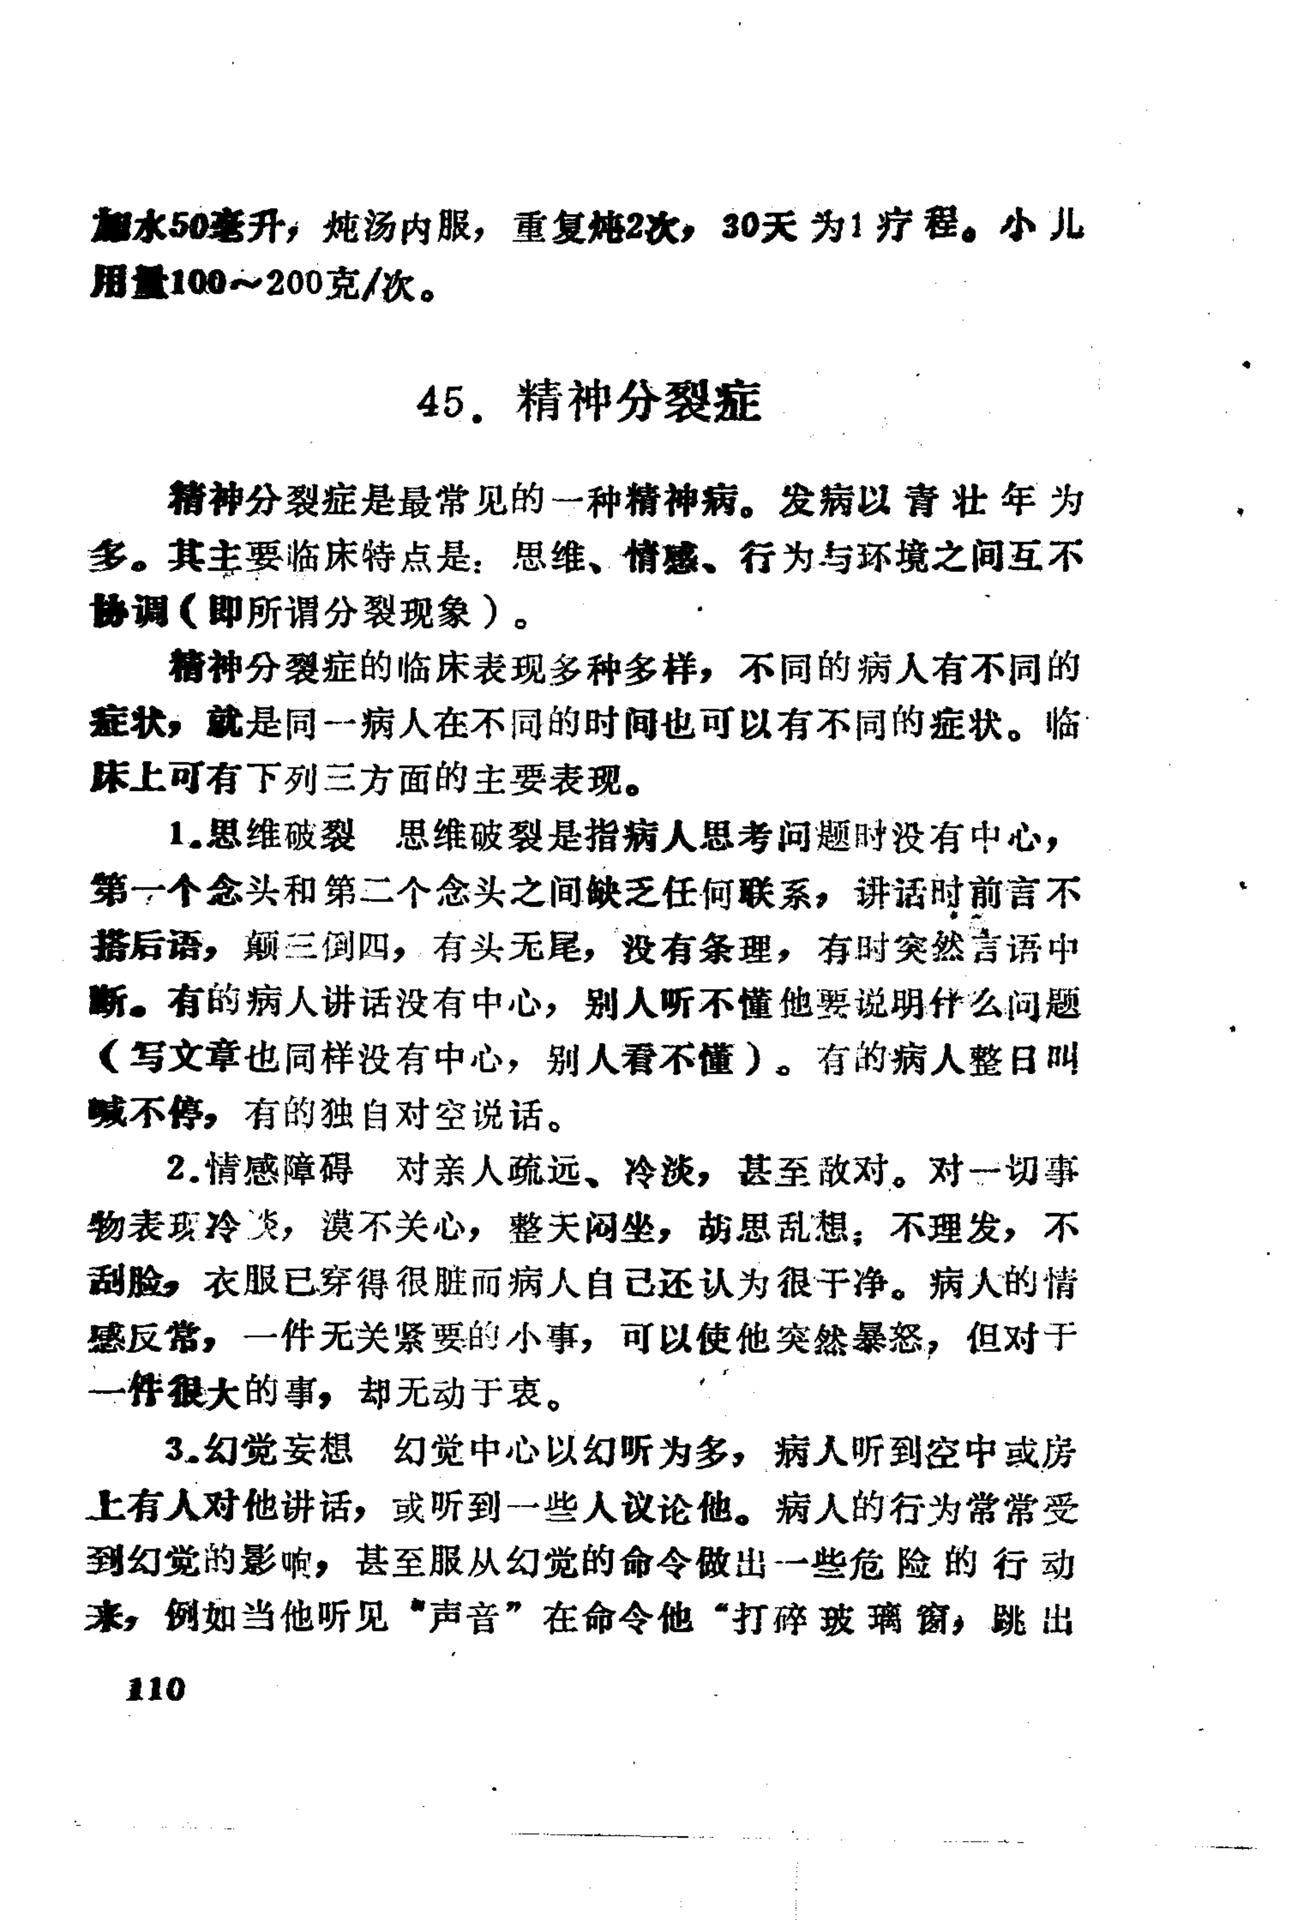 加水50毫升，炖汤内服，重复炖2次，30天为1疗程。小儿
用量100～200克/次。
45．精神分裂症
精神分裂症是最常见的一种精神病。发病以青壮年为
多。其主要临床特点是：思维、情感、行为与环境之间互不
协调（即所谓分裂现象）。
精神分裂症的临床表现多种多样，不同的病人有不同的
症状，就是同一病人在不同的时间也可以有不同的症状。临
床上可有下列三方面的主要表现。
1.思维破裂　思维破裂是指病人思考问题时没有中心，
第一个念头和第二个念头之间缺乏任何联系，讲话时前言不
搭后语，颠三倒四，有头无尾，没有条理，有时突然言语中
断。有的病人讲话没有中心，别人听不懂他要说明什么问题
（写文章也同样没有中心，别人看不懂）。有的病人整日叫
喊不停，有的独自对空说话。
2.情感障碍　对亲人疏远、冷淡，甚至敌对。对一切事
物表现冷淡，漠不关心，整天闷坐，胡思乱想；不理发，不
刮脸，衣服已穿得很脏而病人自己还认为很干净。病人的情
感反常，一件无关紧要的小事，可以使他突然暴怒，但对于
一件很大的事，却无动于衷。
3.幻觉妄想　幻觉中心以幻听为多，病人听到空中或房
上有人对他讲话，或听到一些人议论他。病人的行为常常受
到幻觉的影响，甚至服从幻觉的命令做出一些危险的行动
来，例如当他听见“声音”在命令他“打碎玻璃窗，跳出
110